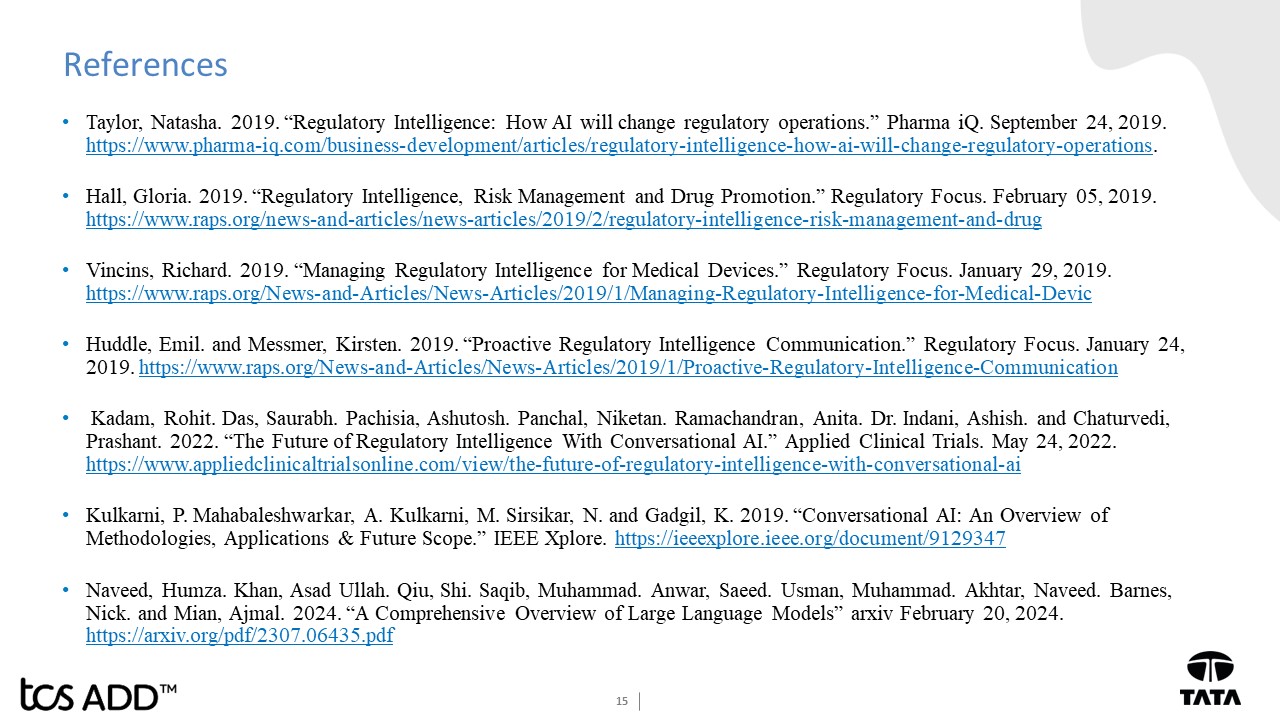 References
• Taylor, Natasha. 2019. “Regulatory Intelligence: How AI will change regulatory operations.” Pharma iQ. September 24, 2019.
https://www.pharma-iq.com/business-development/articles/regulatory-intelligence-how-ai-will-change-regulatory-operations.
• Hall, Gloria. 2019. “Regulatory Intelligence, Risk Management and Drug Promotion.” Regulatory Focus. February 05, 2019.
https://www.raps.org/news-and-articles/news-articles/2019/2/regulatory-intelligence-risk-management-and-drug
• Vincins, Richard. 2019. “Managing Regulatory Intelligence for Medical Devices.” Regulatory Focus. January 29, 2019.
https://www.raps.org/News-and-Articles/News-Articles/2019/1/Managing-Regulatory-Intelligence-for-Medical-Devic
• Huddle, Emil. and Messmer, Kirsten. 2019. “Proactive Regulatory Intelligence Communication.” Regulatory Focus. January 24,
2019. https://www.raps.org/News-and-Articles/News-Articles/2019/1/Proactive-Regulatory-Intelligence-Communication
• Kadam, Rohit. Das, Saurabh. Pachisia, Ashutosh. Panchal, Niketan. Ramachandran, Anita. Dr. Indani, Ashish. and Chaturvedi,
Prashant. 2022. “The Future of Regulatory Intelligence With Conversational AI.” Applied Clinical Trials. May 24, 2022.
https://www.appliedclinicaltrialsonline.com/view/the-future-of-regulatory-intelligence-with-conversational-ai
• Kulkarni, P. Mahabaleshwarkar, A. Kulkarni, M. Sirsikar, N. and Gadgil, K. 2019. “Conversational AI: An Overview of
Methodologies, Applications & Future Scope.” IEEE Xplore. https://ieeexplore.ieee.org/document/9129347
• Naveed, Humza. Khan, Asad Ullah. Qiu, Shi. Saqib, Muhammad. Anwar, Saeed. Usman, Muhammad. Akhtar, Naveed. Barnes,
Nick. and Mian, Ajmal. 2024. “A Comprehensive Overview of Large Language Models” arxiv February 20, 2024.
https://arxiv.org/pdf/2307.06435.pdf
tcs ADD™
15
TATA